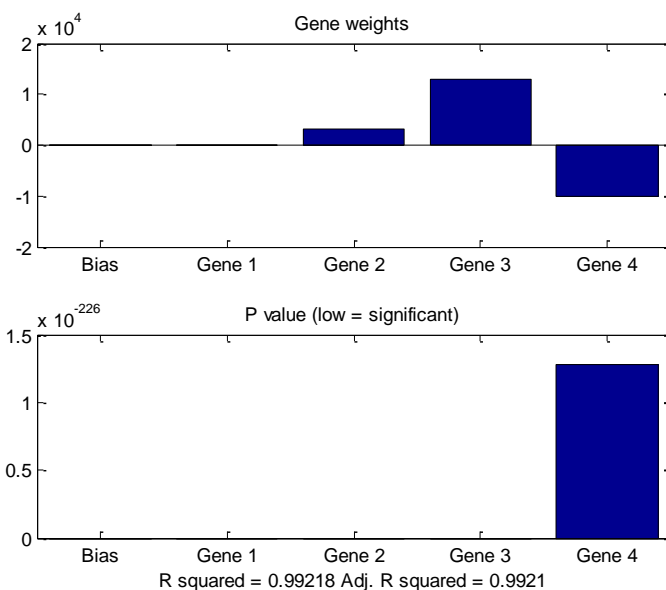 Gene weights
x 10^4
2
1
0
-1
-2
Bias Gene 1 Gene 2 Gene 3 Gene 4
P value (low = significant)
x 10^-226
1.5
1
0.5
0
Bias Gene 1 Gene 2 Gene 3 Gene 4
R squared = 0.99218 Adj. R squared = 0.9921